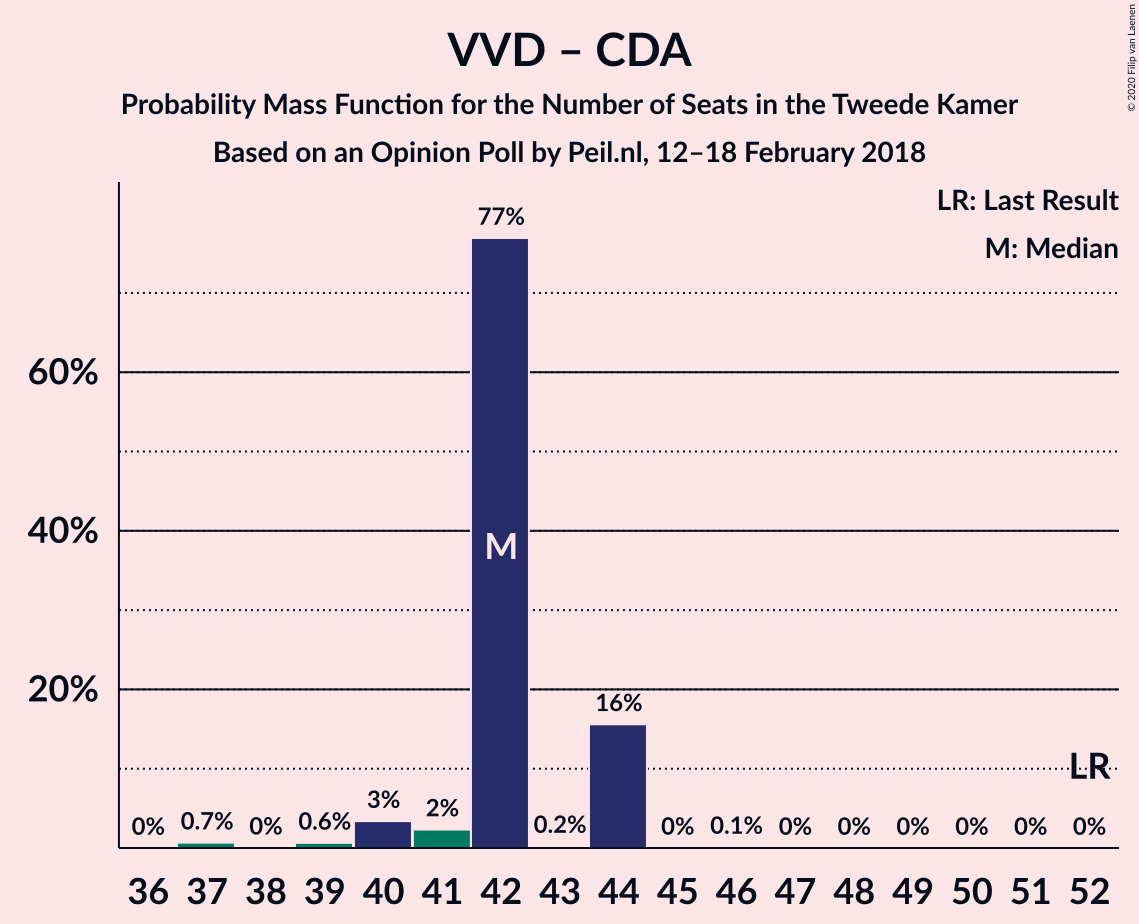 VVD – CDA
Probability Mass Function for the Number of Seats in the Tweede Kamer
Based on an Opinion Poll by Peil.nl, 12–18 February 2018
© 2020 Filip van Laenen
LR: Last Result
M: Median
60%
40%
20%
0%
0.7%
0%
0.6%
3%
2%
77%
0.2%
16%
0%
0.1%
0%
0%
0%
0%
0%
0%
M
LR
36 37 38 39 40 41 42 43 44 45 46 47 48 49 50 51 52